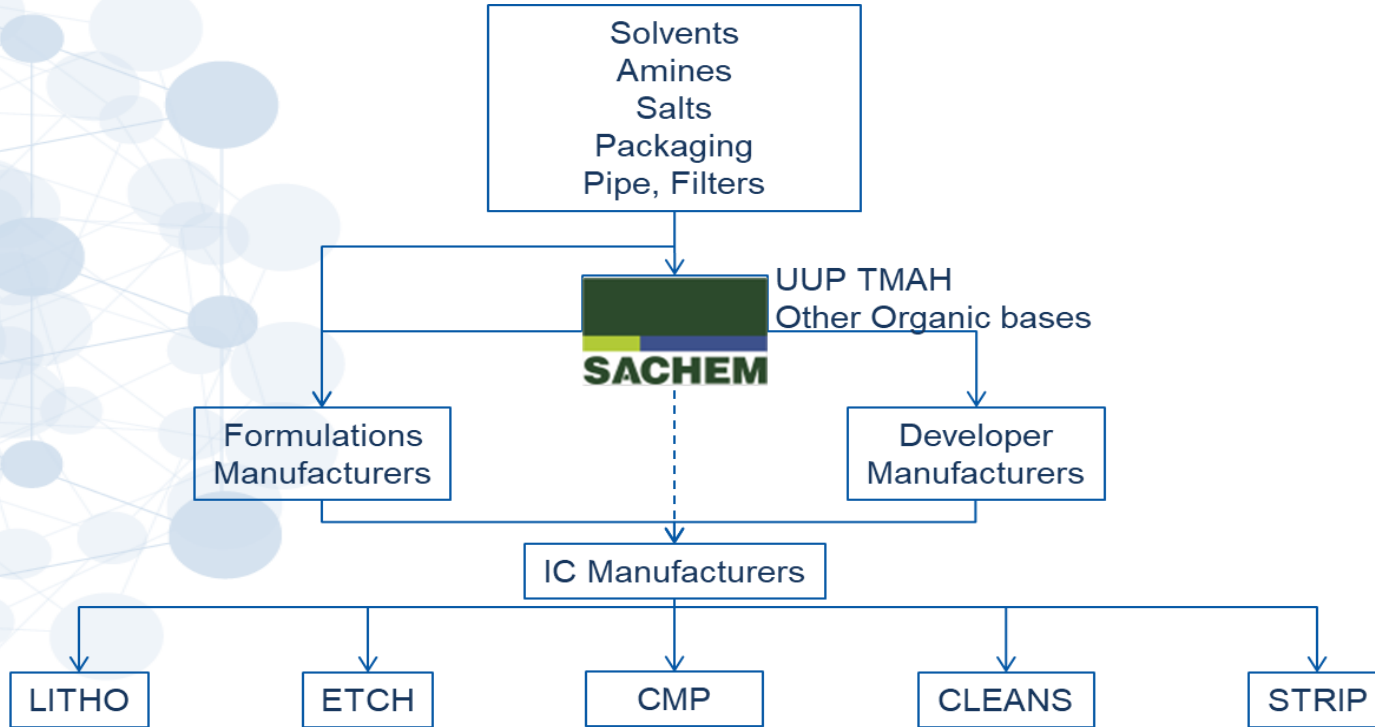 Solvents
Amines
Salts
Packaging
Pipe, Filters
UUP TMAH
Other Organic bases
SACHEM
Formulations
Manufacturers
Developer
Manufacturers
IC Manufacturers
LITHO
ETCH
CMP
CLEANS
STRIP